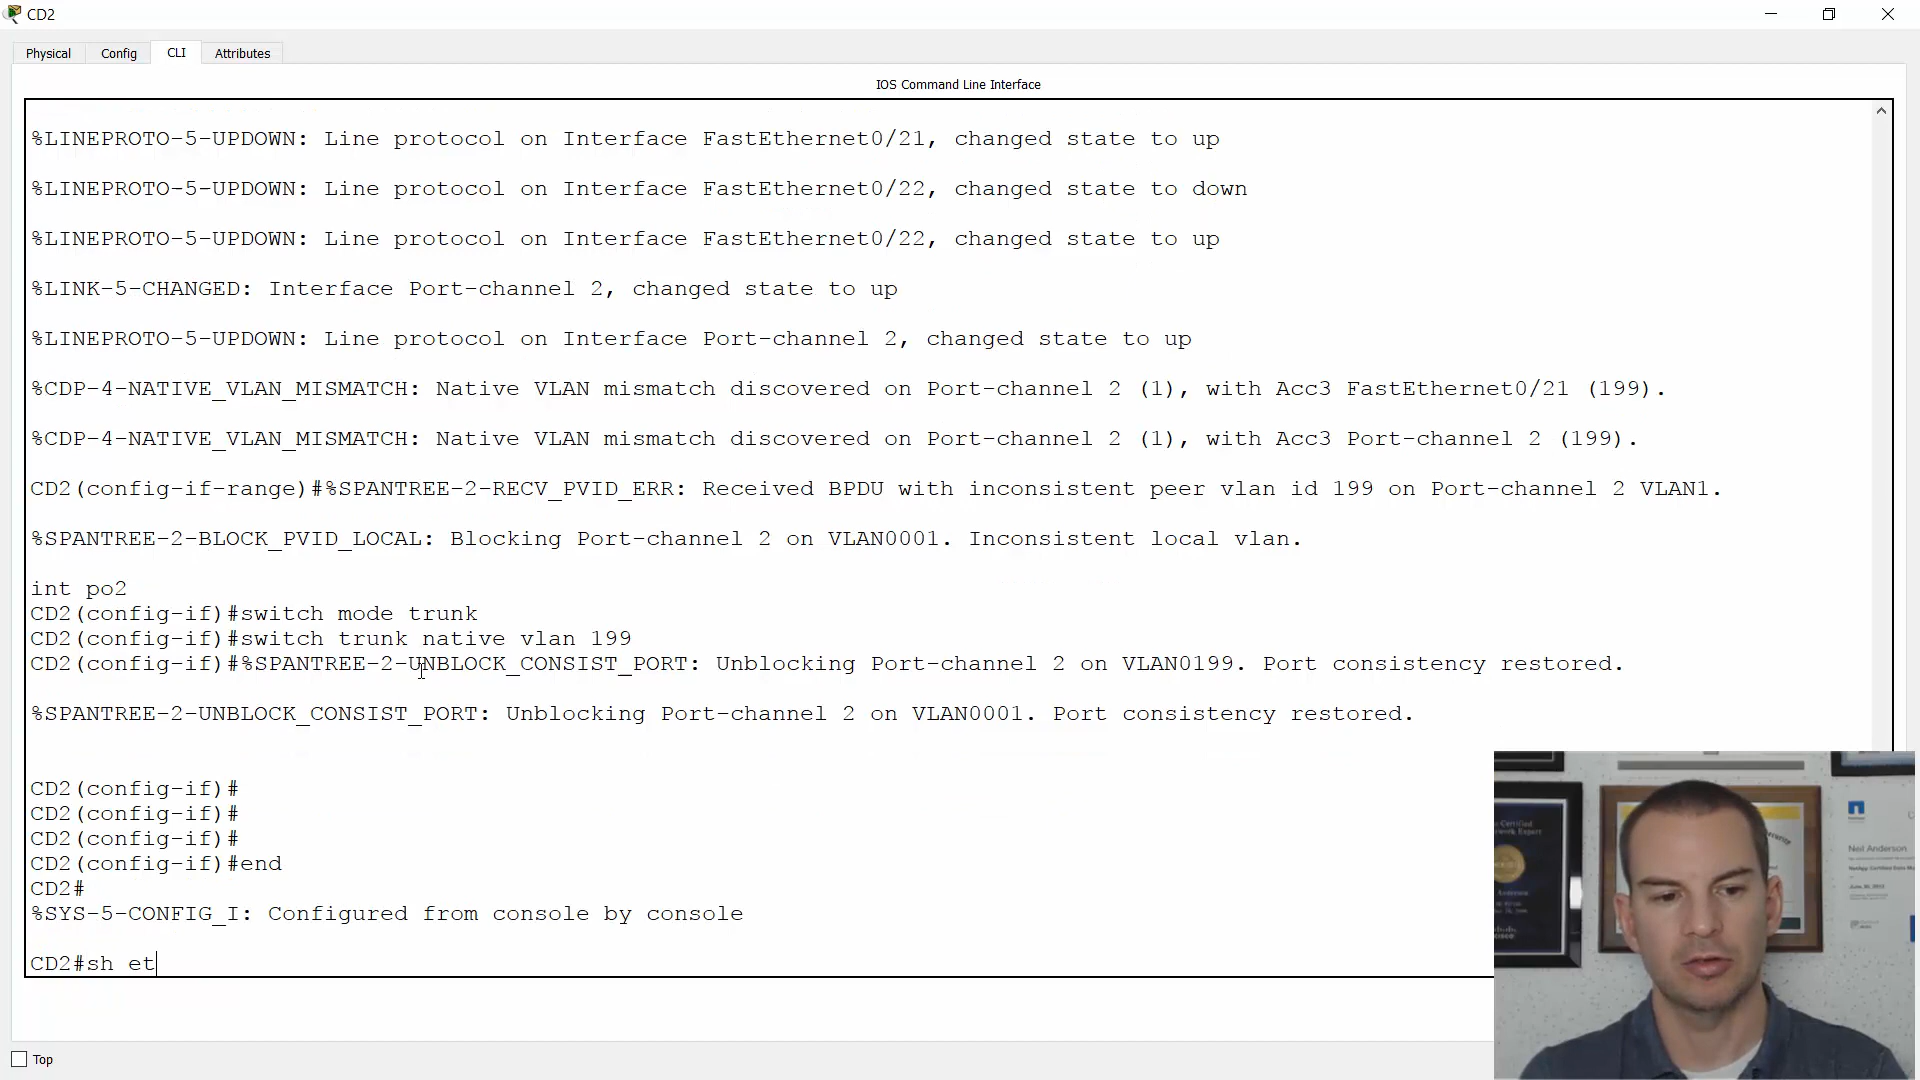 CD2
Physical
Config
CLI
Attributes
IOS Command Line Interface
%LINEPROTO-5-UPDOWN: Line protocol on Interface FastEthernet0/21, changed state to up
%LINEPROTO-5-UPDOWN: Line protocol on Interface FastEthernet0/22, changed state to down
%LINEPROTO-5-UPDOWN: Line protocol on Interface FastEthernet0/22, changed state to up
%LINK-5-CHANGED: Interface Port-channel 2, changed state to up
%LINEPROTO-5-UPDOWN: Line protocol on Interface Port-channel 2, changed state to up
%CDP-4-NATIVE_VLAN_MISMATCH: Native VLAN mismatch discovered on Port-channel 2 (1), with Acc3 FastEthernet0/21 (199).
%CDP-4-NATIVE_VLAN_MISMATCH: Native VLAN mismatch discovered on Port-channel 2 (1), with Acc3 Port-channel 2 (199).
CD2(config-if-range)#%SPANTREE-2-RECV_PVID_ERR: Received BPDU with inconsistent peer vlan id 199 on Port-channel 2 VLAN1.
%SPANTREE-2-BLOCK_PVID_LOCAL: Blocking Port-channel 2 on VLAN0001. Inconsistent local vlan.
int po2
CD2(config-if)#switch mode trunk
CD2(config-if)#switch trunk native vlan 199
CD2(config-if)#%SPANTREE-2-UNBLOCK_CONSIST_PORT: Unblocking Port-channel 2 on VLAN0199. Port consistency restored.
%SPANTREE-2-UNBLOCK_CONSIST_PORT: Unblocking Port-channel 2 on VLAN0001. Port consistency restored.
CD2(config-if)#
CD2(config-if)#
CD2(config-if)#
CD2(config-if)#end
CD2#
%SYS-5-CONFIG_I: Configured from console by console
CD2#sh et
Top
Neil Anderson